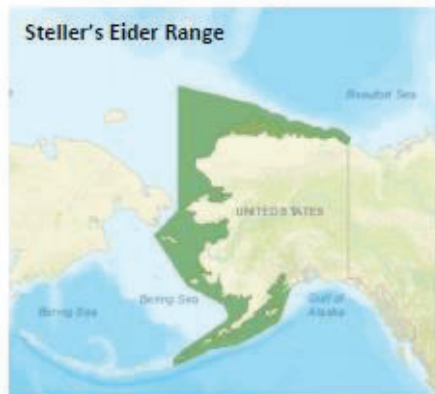 Steller's Eider Range
Beaufort Sea
UNITED STATES
Bering Sea
Bering Sea
Gulf of
Alaska